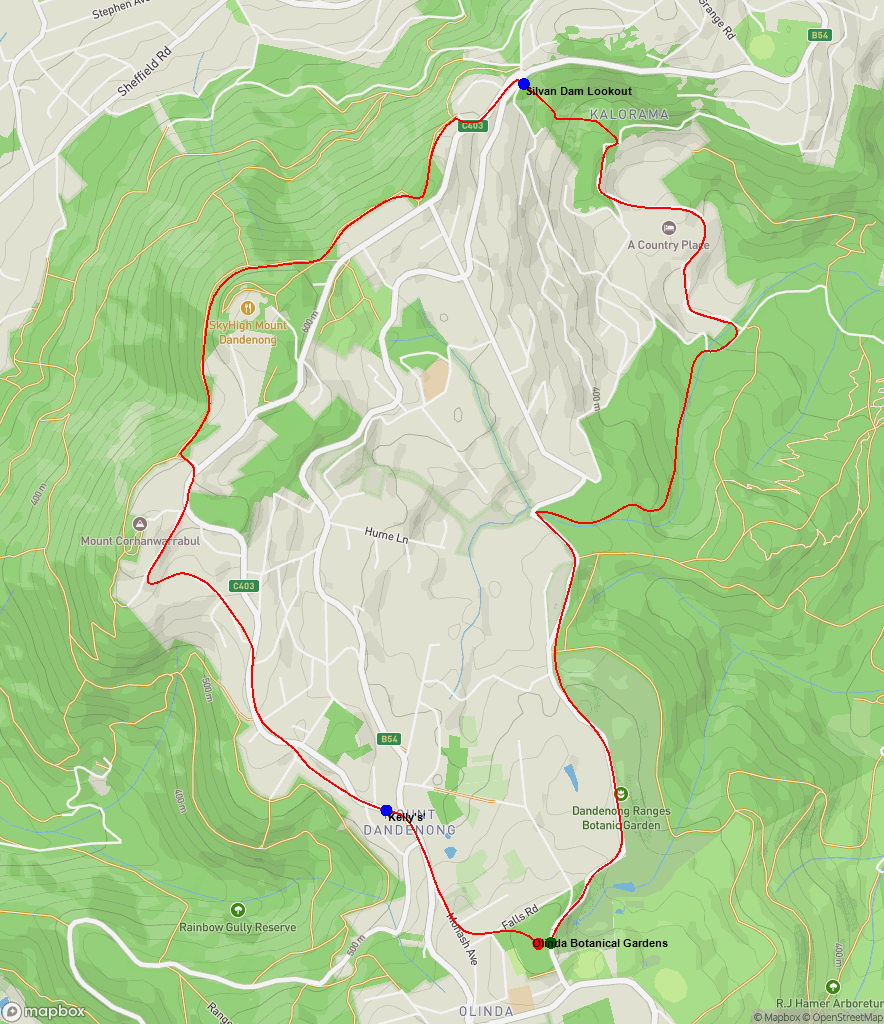 Stephen Ave
Sheffield Rd
Grange Rd
B54
Silvan Dam Lookout
KALORAMA
C403
A Country Place
SkyHigh Mount
Dandenong
600 m
400 m
400 m
Mount Corhanwarrabul
Hume Ln
C403
500 m
B54
400 m
Kelly's
MOUNT
DANDENONG
Dandenong Ranges
Botanic Garden
Rainbow Gully Reserve
Falls Rd
Monash Ave
500 m
Olinda Botanical Gardens
400 m
R.J Hamer Arboretum
OLINDA
mapbox
© Mapbox © OpenStreetMap